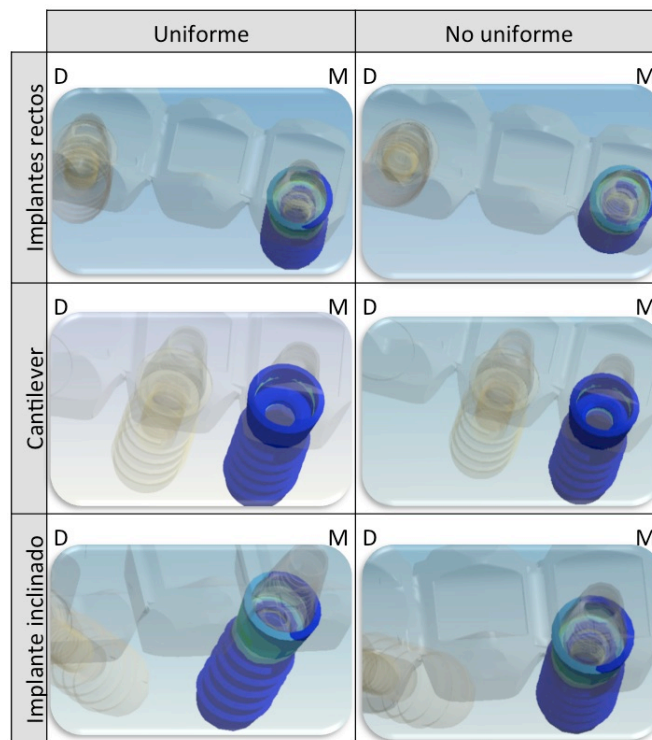 Uniforme
No uniforme
Implantes rectos
D
M
D
M
Cantilever
D
M
D
M
Implante inclinado
D
M
D
M